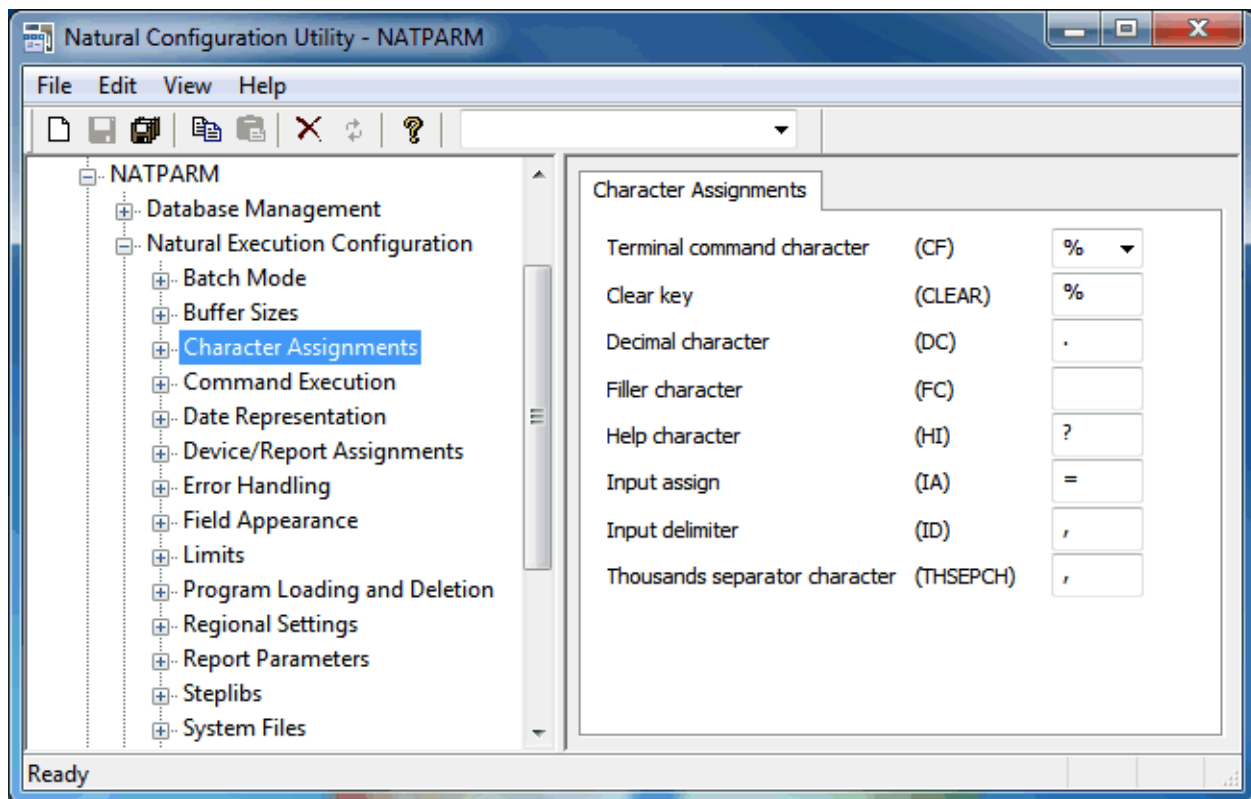 Natural Configuration Utility - NATPARM
File Edit View Help
NATPARM
Database Management
Natural Execution Configuration
Batch Mode
Buffer Sizes
Character Assignments
Command Execution
Date Representation
Device/Report Assignments
Error Handling
Field Appearance
Limits
Program Loading and Deletion
Regional Settings
Report Parameters
Steplibs
System Files
Character Assignments
Terminal command character (CF) %
Clear key (CLEAR) %
Decimal character (DC) .
Filler character (FC)
Help character (HI) ?
Input assign (IA) =
Input delimiter (ID) ,
Thousands separator character (THSEPCH) ,
Ready